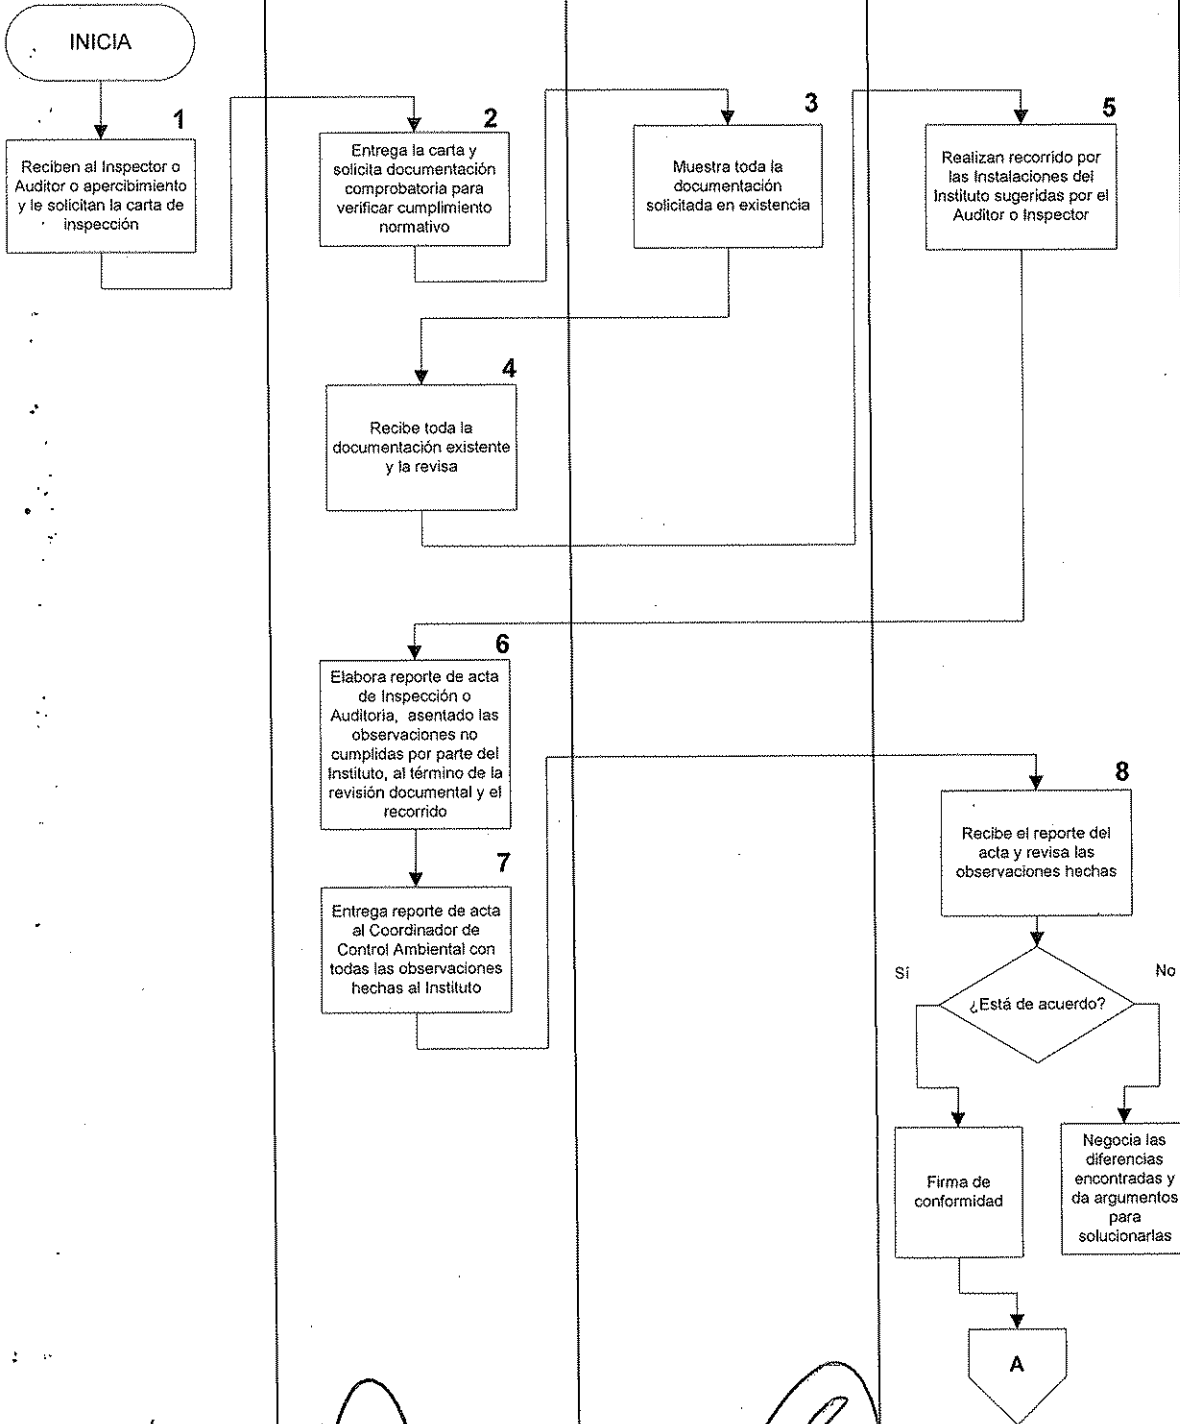 INICIA
1
Reciben al Inspector o
Auditor o apercibimiento
y le solicitan la carta de
inspección
2
Entrega la carta y
solicita documentación
comprobatoria para
verificar cumplimiento
normativo
3
Muestra toda la
documentación
solicitada en existencia
4
Recibe toda la
documentación existente
y la revisa
5
Realizan recorrido por
las Instalaciones del
Instituto sugeridas por el
Auditor o Inspector
6
Elabora reporte de acta
de Inspección o
Auditoria, asentado las
observaciones no
cumplidas por parte del
Instituto, al término de la
revisión documental y el
recorrido
7
Entrega reporte de acta
al Coordinador de
Control Ambiental con
todas las observaciones
hechas al Instituto
8
Recibe el reporte del
acta y revisa las
observaciones hechas
¿Está de acuerdo?
Sí
No
Firma de
conformidad
Negocia las
diferencias
encontradas y
da argumentos
para
solucionarlas
A